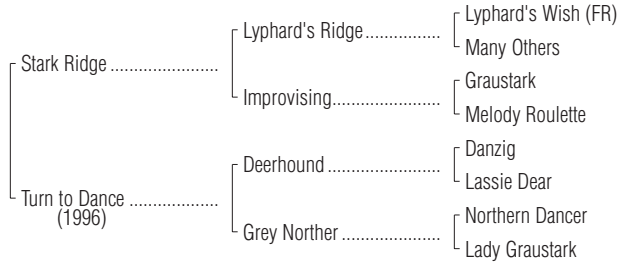 Lyphard's Wish (FR)
Lyphard's Ridge
Many Others
Stark Ridge
Graustark
Improvising
Melody Roulette
Danzig
Deerhound
Lassie Dear
Turn to Dance
(1996)
Northern Dancer
Grey Norther
Lady Graustark